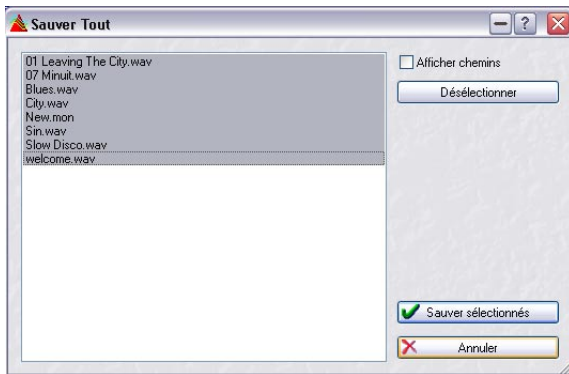 Sauver Tout
?
01 Leaving The City.wav
07 Minuit.wav
Blues.wav
City.wav
New.mon
Sin.wav
Slow Disco.wav
welcome.wav
Afficher chemins
Désélectionner
Sauver sélectionnés
Annuler